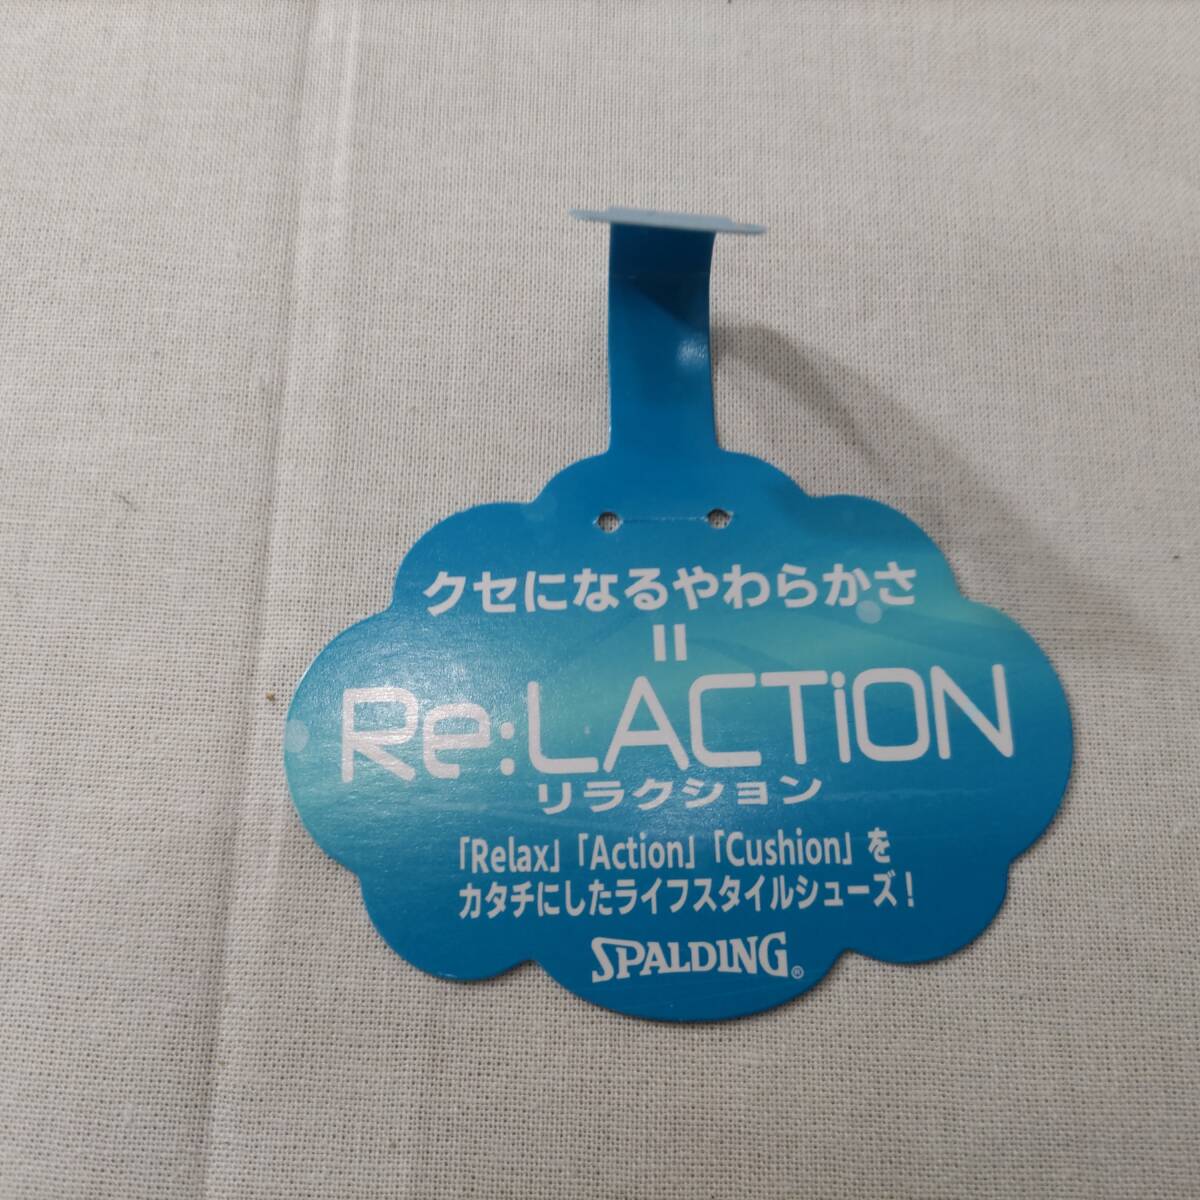 クセになるやわらかさ
=
Re:LACTiON
リラクション
「Relax」「Action」「Cushion」を
カタチにしたライフスタイルシューズ!
SPALDING®